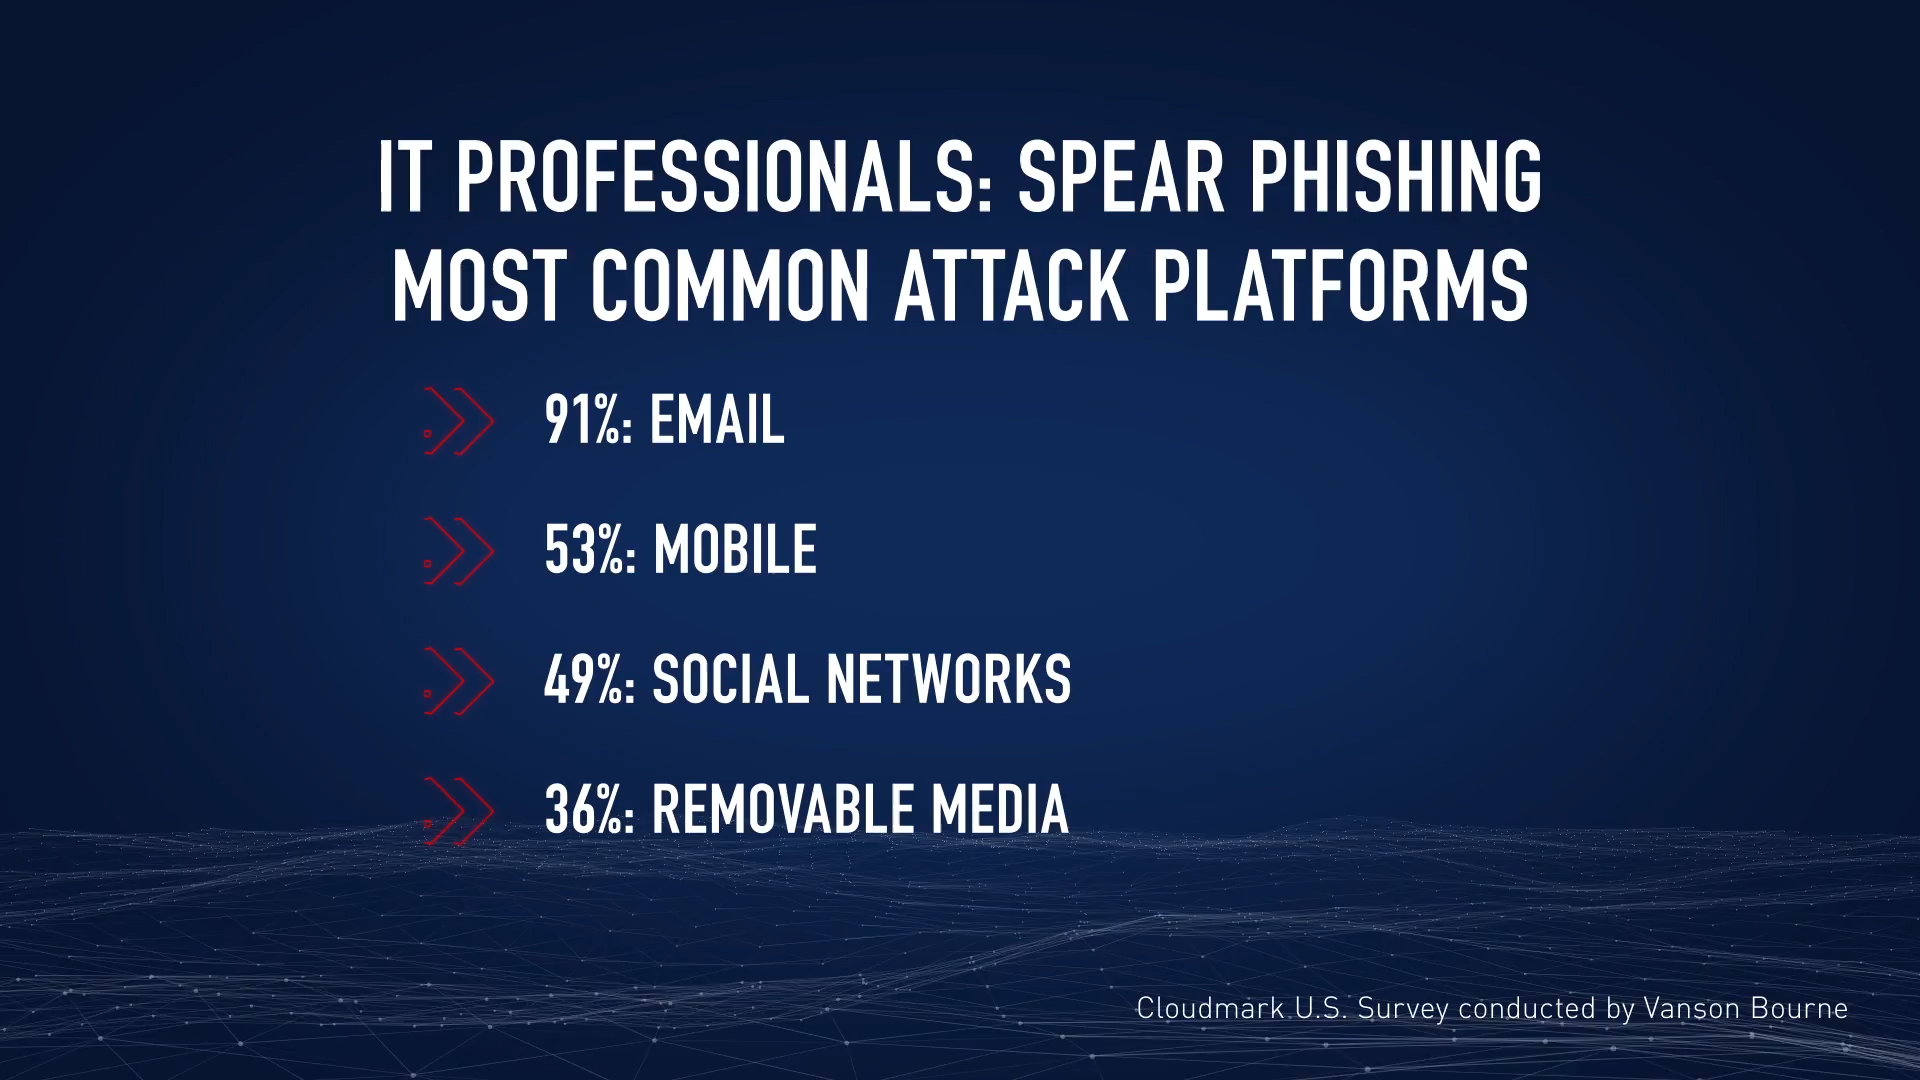 IT PROFESSIONALS: SPEAR PHISHING
MOST COMMON ATTACK PLATFORMS
91%: EMAIL
53%: MOBILE
49%: SOCIAL NETWORKS
36%: REMOVABLE MEDIA
Cloudmark U.S. Survey conducted by Vanson Bourne